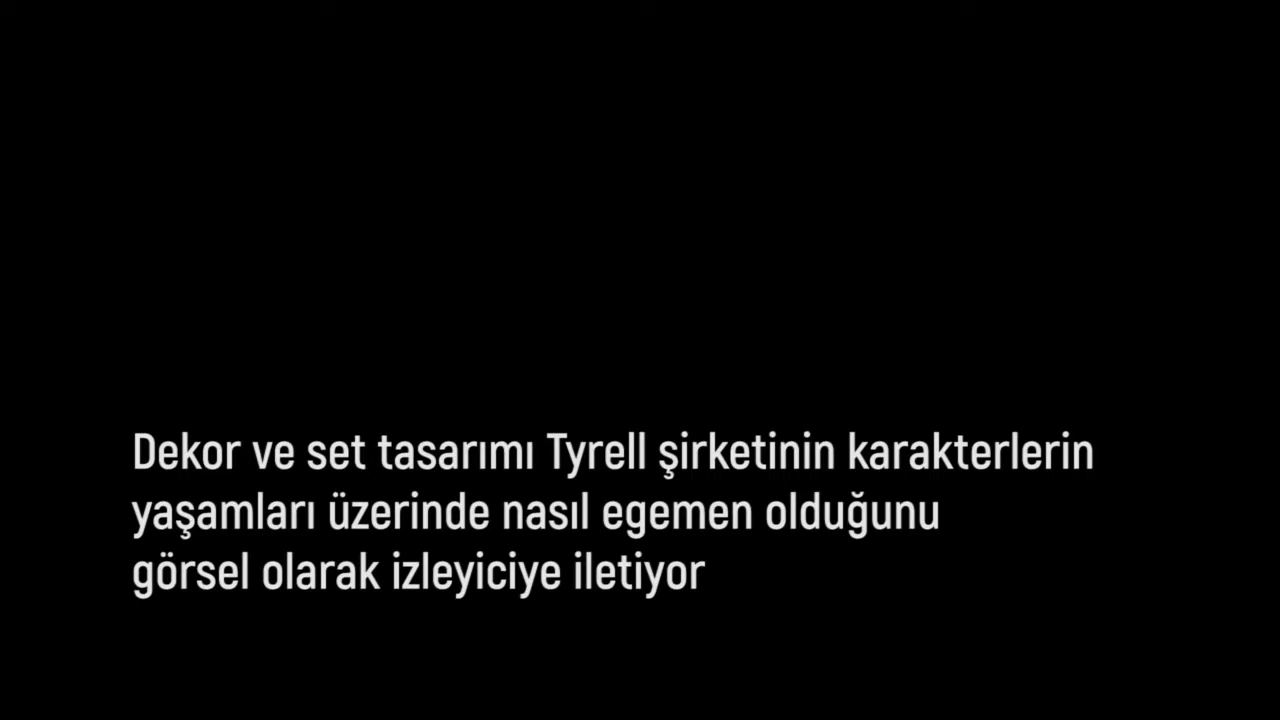 Dekor ve set tasarımı Tyrell şirketinin karakterlerin
yaşamları üzerinde nasıl egemen olduğunu
görsel olarak izleyiciye iletiyor